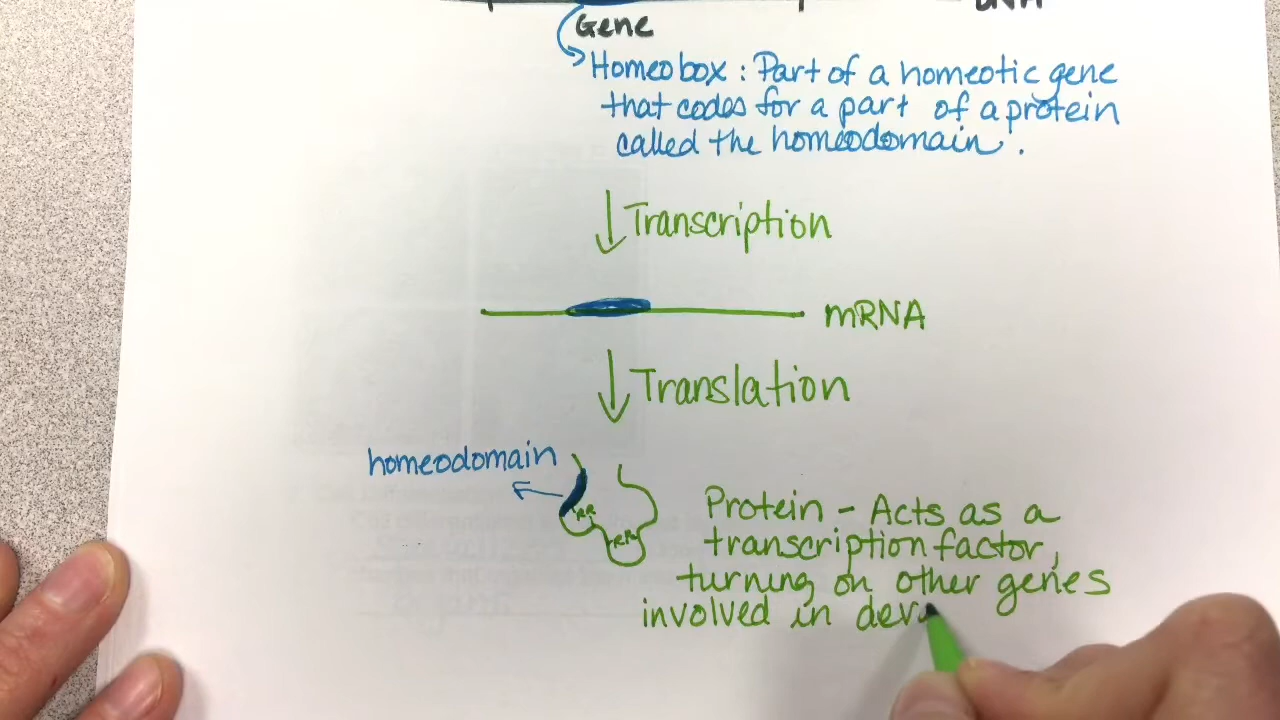 DNA
Gene
Homeobox : Part of a homeotic gene
that codes for a part of a protein
called the homeodomain.
Transcription
mRNA
Translation
homeodomain
Protein - Acts as a
transcription factor,
turning on other genes
involved in dev